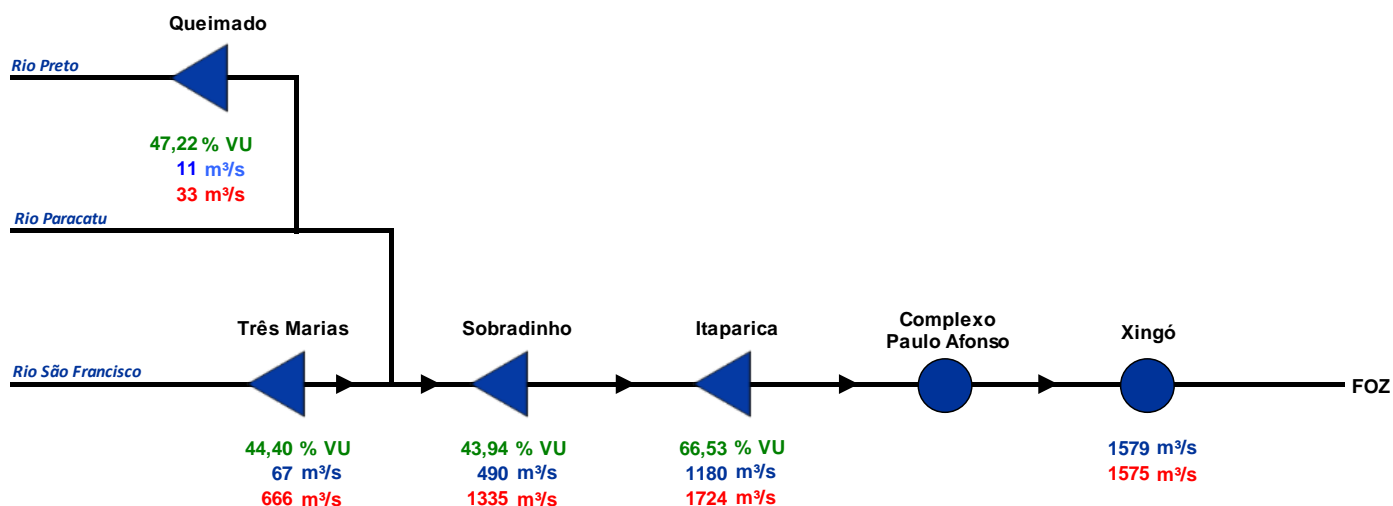 Queimado
Rio Preto
47,22 % VU
11 m³/s
33 m³/s
Rio Paracatu
Três Marias
Sobradinho
Itaparica
Complexo
Paulo Afonso
Xingó
Rio São Francisco
FOZ
44,40 % VU
67 m³/s
666 m³/s
43,94 % VU
490 m³/s
1335 m³/s
66,53 % VU
1180 m³/s
1724 m³/s
1579 m³/s
1575 m³/s